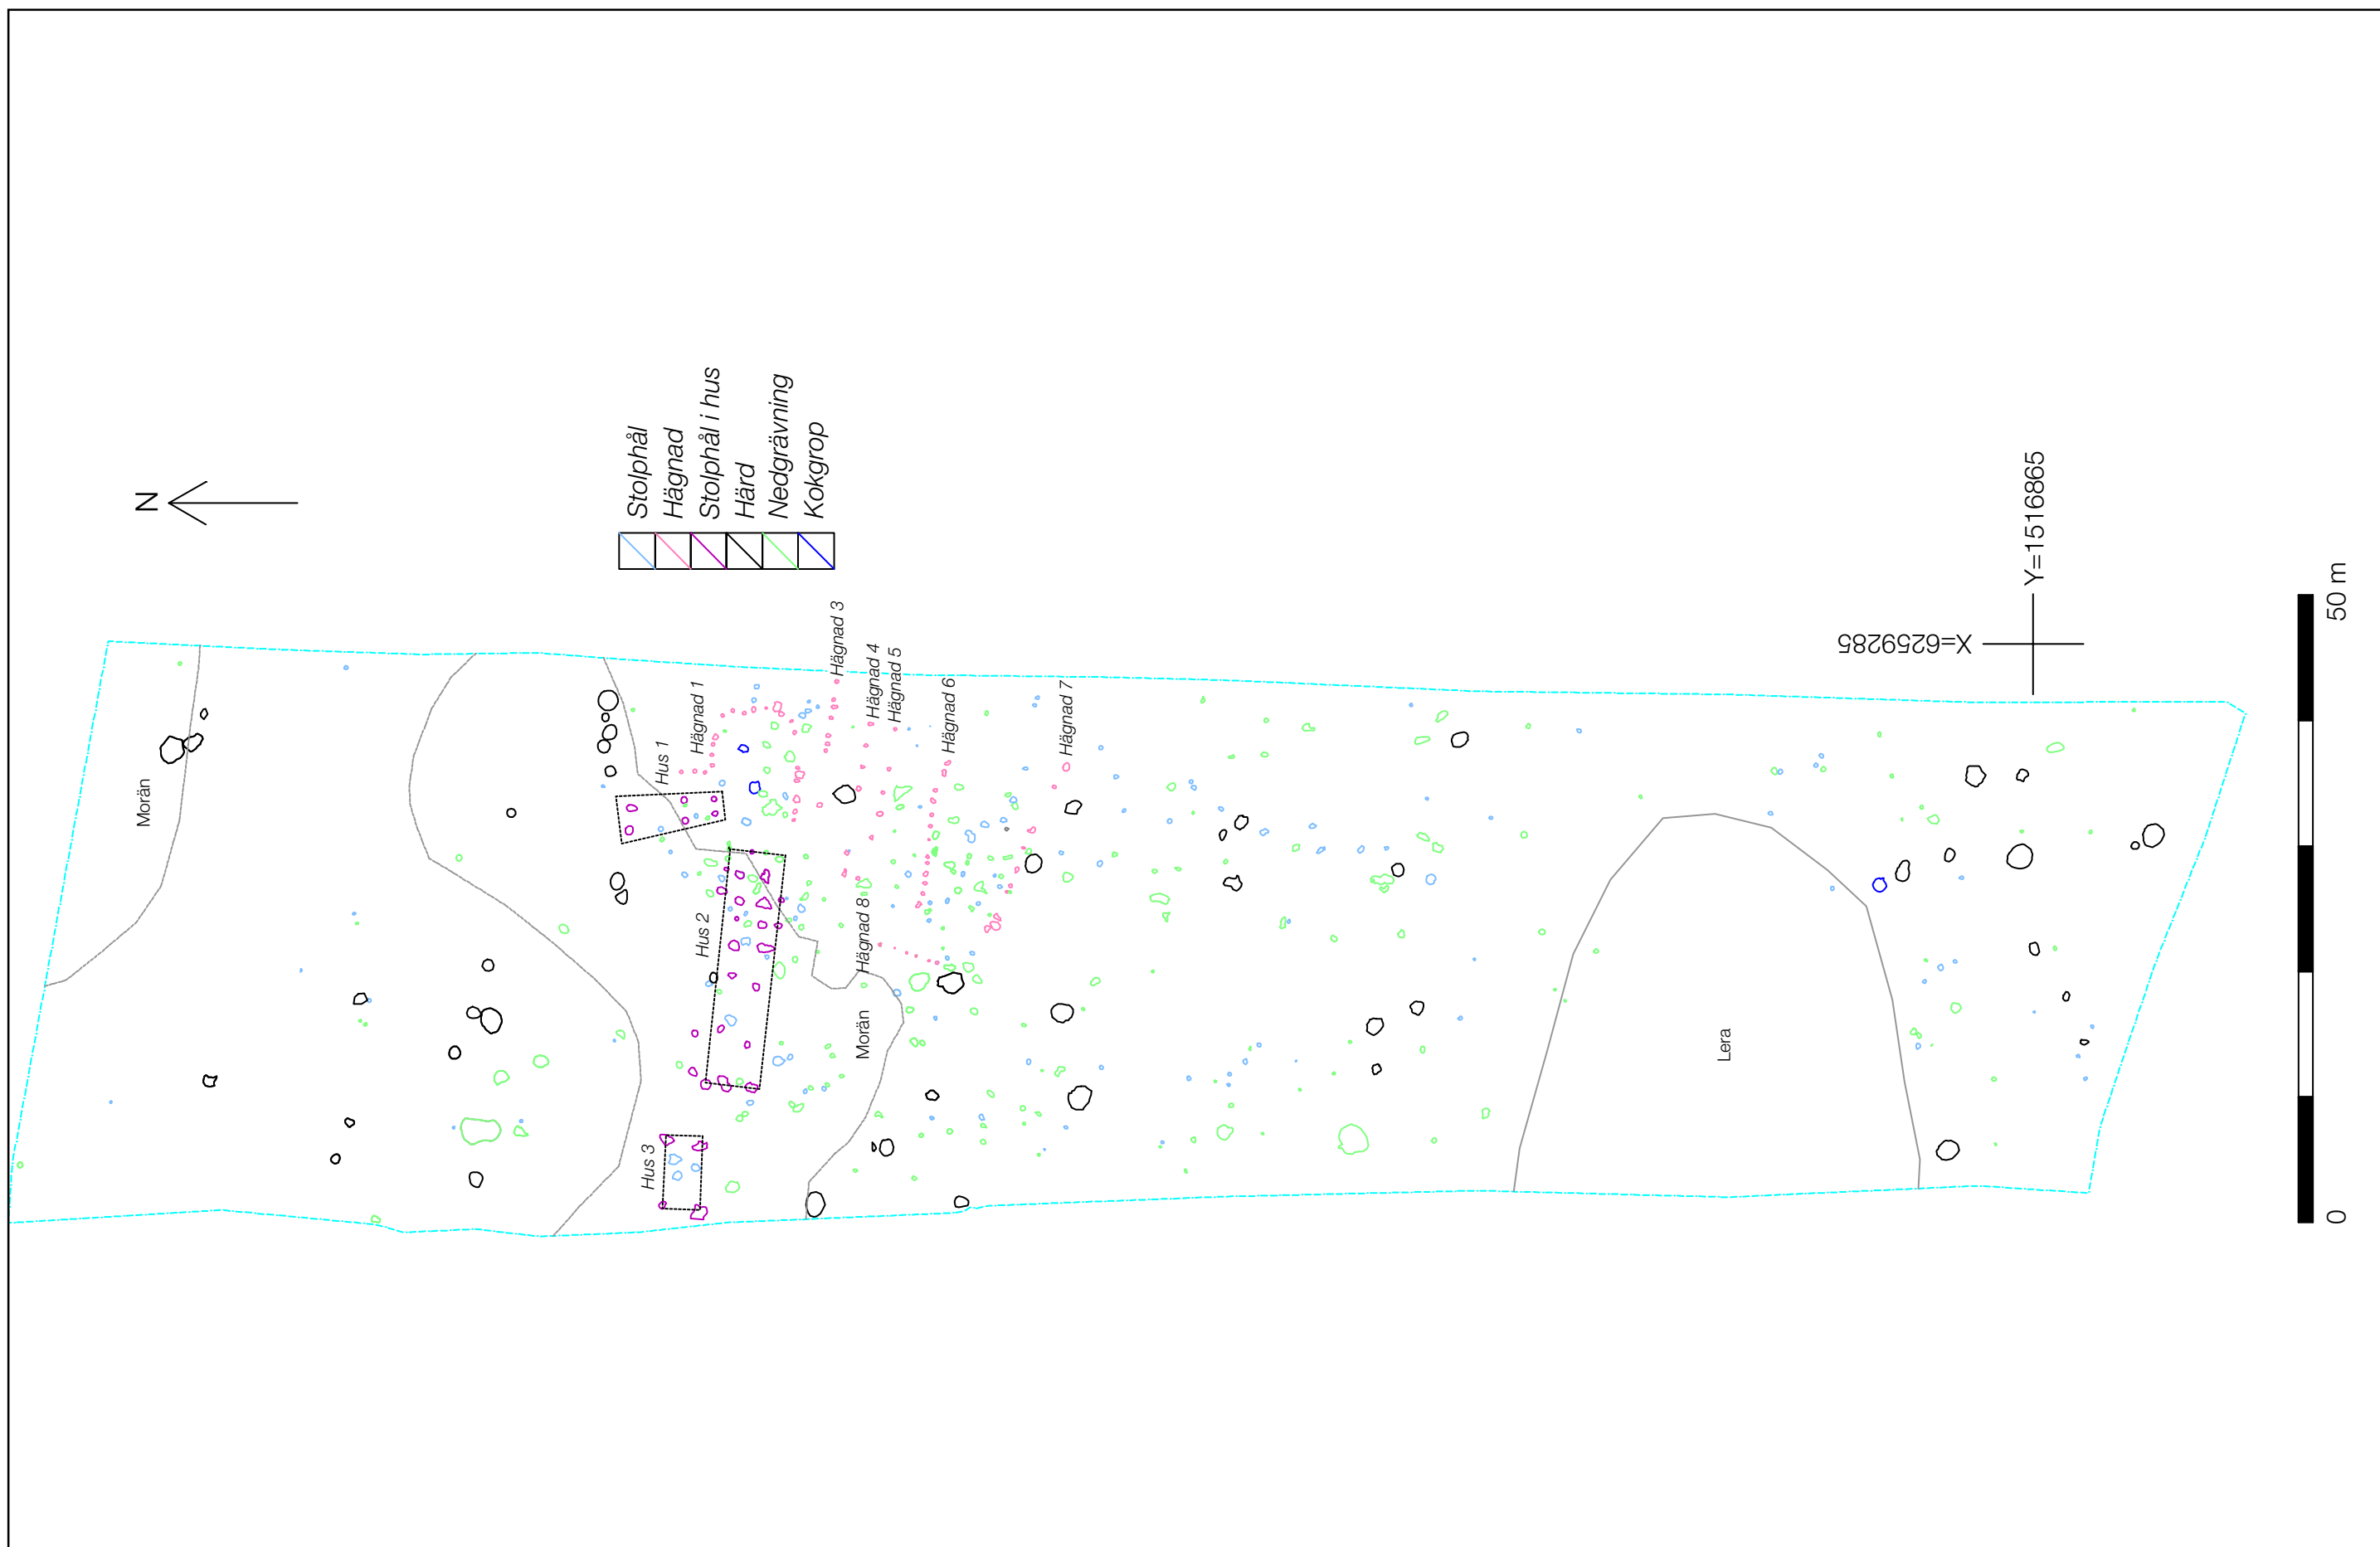 N
Stolphål
Hägnad
Stolphål i hus
Härd
Nedgrävning
Kokgrop
Morän
Hus 1
Hägnad 1
Hägnad 3
Hägnad 4
Hägnad 5
Hägnad 6
Hägnad 7
Hus 2
Hägnad 8
Morän
Hus 3
Lera
X=6259285
Y=1516865
0
50 m